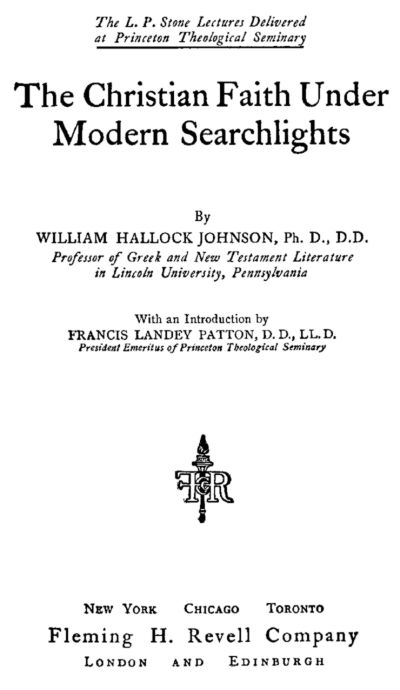 The L. P. Stone Lectures Delivered
at Princeton Theological Seminary
The Christian Faith Under
Modern Searchlights
By
WILLIAM HALLOCK JOHNSON, Ph. D., D.D.
Professor of Greek and New Testament Literature
in Lincoln University, Pennsylvania
With an Introduction by
FRANCIS LANDEY PATTON, D. D., LL. D.
President Emeritus of Princeton Theological Seminary
FHR
NEW YORK CHICAGO TORONTO
Fleming H. Revell Company
LONDON AND EDINBURGH